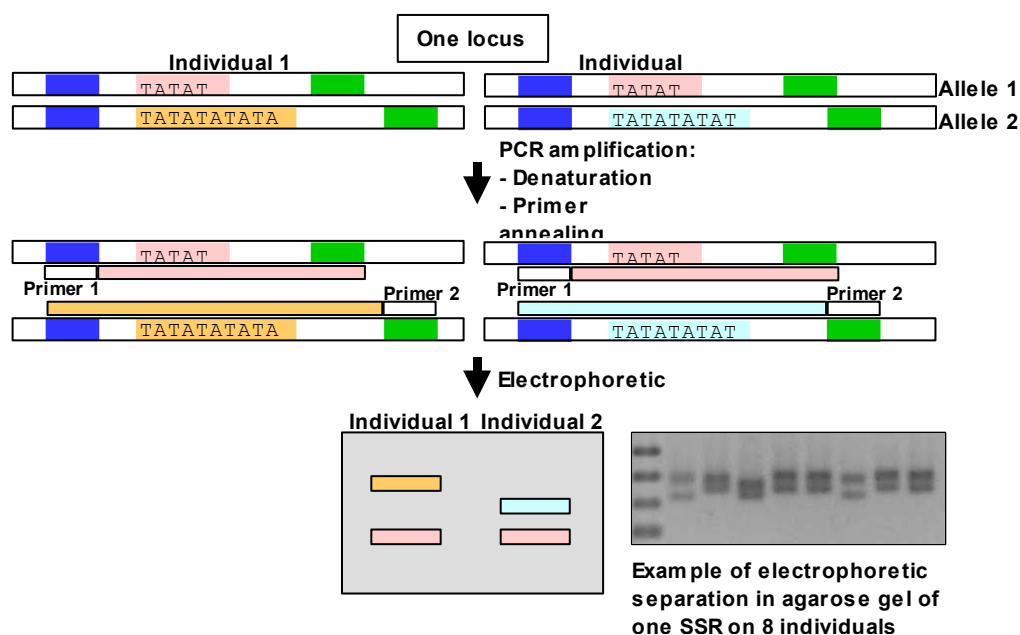 One locus
Individual 1
Individual
TATAT
TATAT
Allele 1
TATATATATA
TATATATAT
Allele 2
PCR amplification:
- Denaturation
- Primer
annealing
TATAT
TATAT
Primer 1
Primer 2
Primer 1
Primer 2
TATATATATA
TATATATAT
Electrophoretic
Individual 1
Individual 2
Example of electrophoretic
separation in agarose gel of
one SSR on 8 individuals